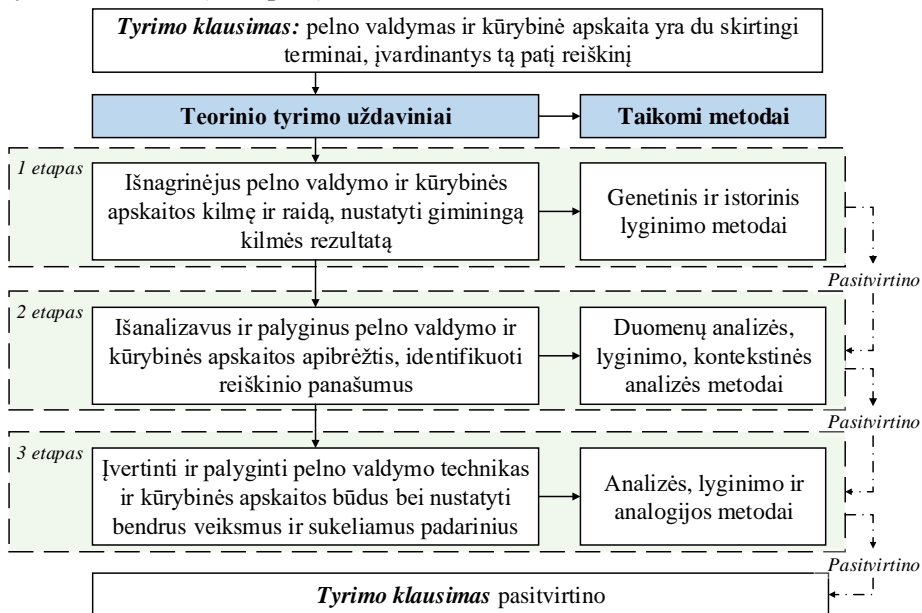 Tyrimo klausimas: pelno valdymas ir kūrybinė apskaita yra du skirtingi
terminai, įvardinantys tą patį reiškinį
Teorinio tyrimo uždaviniai
Taikomi metodai
1 etapas
Išnagrinėjus pelno valdymo ir kūrybinės
apskaitos kilmę ir raidą, nustatyti giminingą
kilmės rezultatą
Genetinis ir istorinis
lyginimo metodai
Pasitvirtino
2 etapas
Išanalizavus ir palyginus pelno valdymo ir
kūrybinės apskaitos apibrėžtis, identifikuoti
reiškinio panašumus
Duomenų analizės,
lyginimo, kontekstinės
analizės metodai
Pasitvirtino
3 etapas
Įvertinti ir palyginti pelno valdymo technikas
ir kūrybinės apskaitos būdus bei nustatyti
bendrus veiksmus ir sukeliamus padarinius
Analizės, lyginimo ir
analogijos metodai
Pasitvirtino
Tyrimo klausimas pasitvirtino